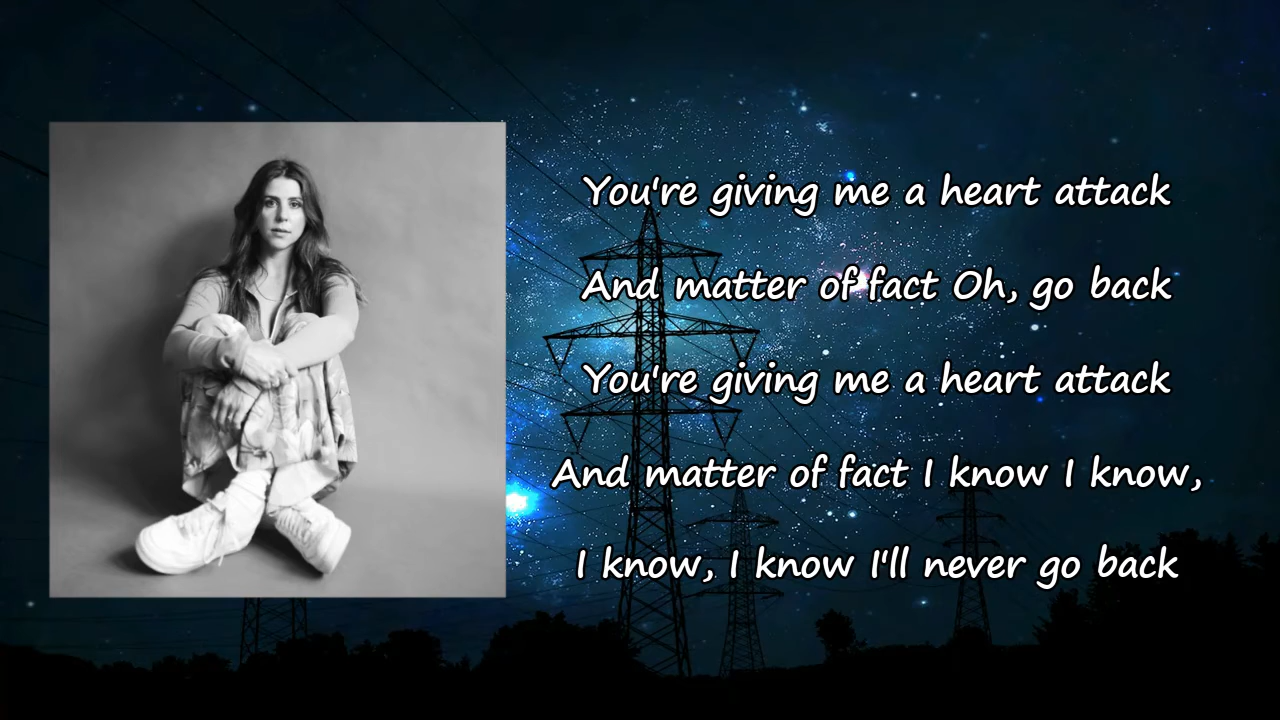 You're giving me a heart attack
And matter of fact Oh, go back
You're giving me a heart attack
And matter of fact I know I know,
I know, I know I'll never go back